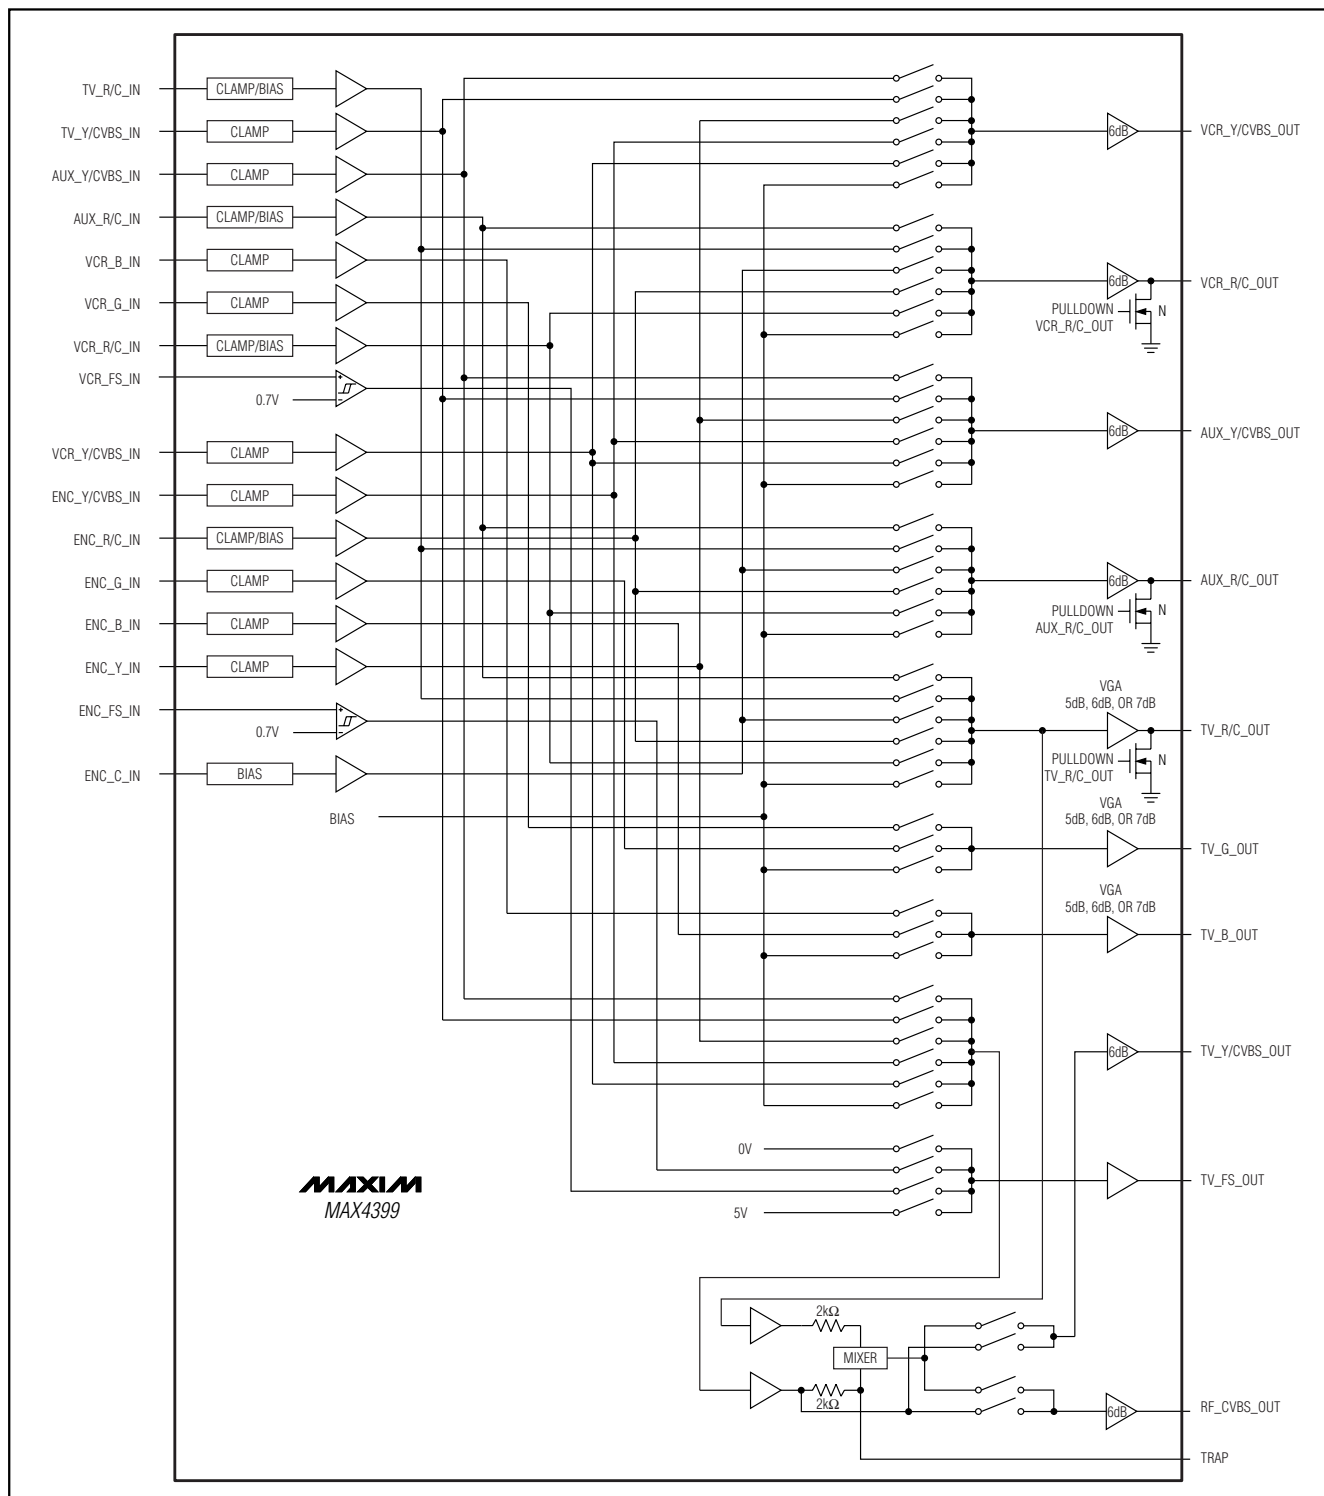 TV_R/C_IN
CLAMP/BIAS
TV_Y/CVBS_IN
CLAMP
6dB
VCR_Y/CVBS_OUT
AUX_Y/CVBS_IN
CLAMP
AUX_R/C_IN
CLAMP/BIAS
VCR_B_IN
CLAMP
6dB
VCR_R/C_OUT
VCR_G_IN
CLAMP
PULLDOWN
VCR_R/C_OUT
N
VCR_R/C_IN
CLAMP/BIAS
VCR_FS_IN
+
0.7V
−
6dB
AUX_Y/CVBS_OUT
VCR_Y/CVBS_IN
CLAMP
ENC_Y/CVBS_IN
CLAMP
ENC_R/C_IN
CLAMP/BIAS
ENC_G_IN
CLAMP
6dB
AUX_R/C_OUT
PULLDOWN
AUX_R/C_OUT
N
ENC_B_IN
CLAMP
ENC_Y_IN
CLAMP
VGA
5dB, 6dB, OR 7dB
ENC_FS_IN
+
0.7V
−
TV_R/C_OUT
PULLDOWN
TV_R/C_OUT
N
ENC_C_IN
BIAS
VGA
5dB, 6dB, OR 7dB
BIAS
TV_G_OUT
VGA
5dB, 6dB, OR 7dB
TV_B_OUT
6dB
TV_Y/CVBS_OUT
0V
MAXIM
MAX4399
TV_FS_OUT
5V
2kΩ
MIXER
2kΩ
6dB
RF_CVBS_OUT
TRAP